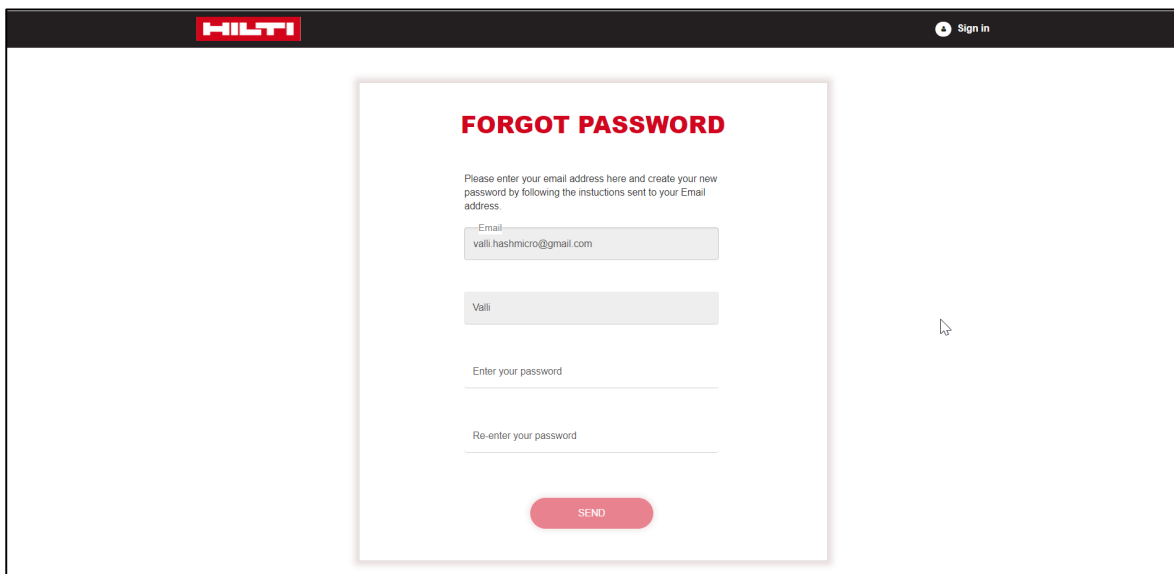 HILTI
Sign in
FORGOT PASSWORD
Please enter your email address here and create your new
password by following the instuctions sent to your Email
address.
Email
valli.hashmicro@gmail.com
Valli
Enter your password
Re-enter your password
SEND